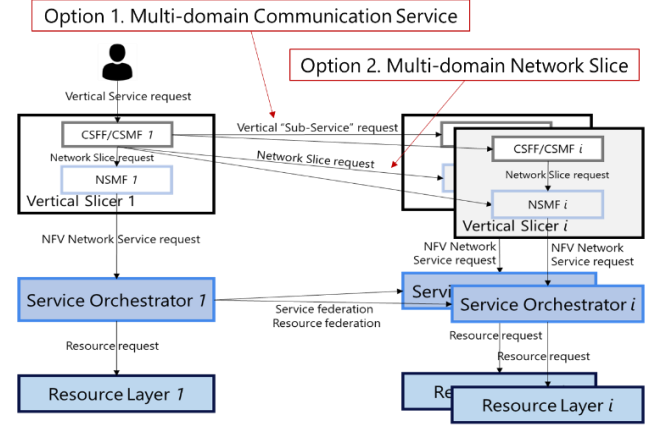 Option 1. Multi-domain Communication Service
Option 2. Multi-domain Network Slice
Vertical Service request
CSFF/CSMF 1
Vertical "Sub-Service" request
CSFF/CSMF i
Network Slice request
Network Slice request
Network Slice request
NSMF 1
NSMF i
Vertical Slicer 1
Vertical Slicer i
NFV Network Service request
NFV Network
Service request
NFV Network
Service request
Service Orchestrator 1
Servi
Service Orchestrator i
Service federation
Resource federation
Resource request
Resource request
Resource request
Resource Layer 1
Re
Resource Layer i